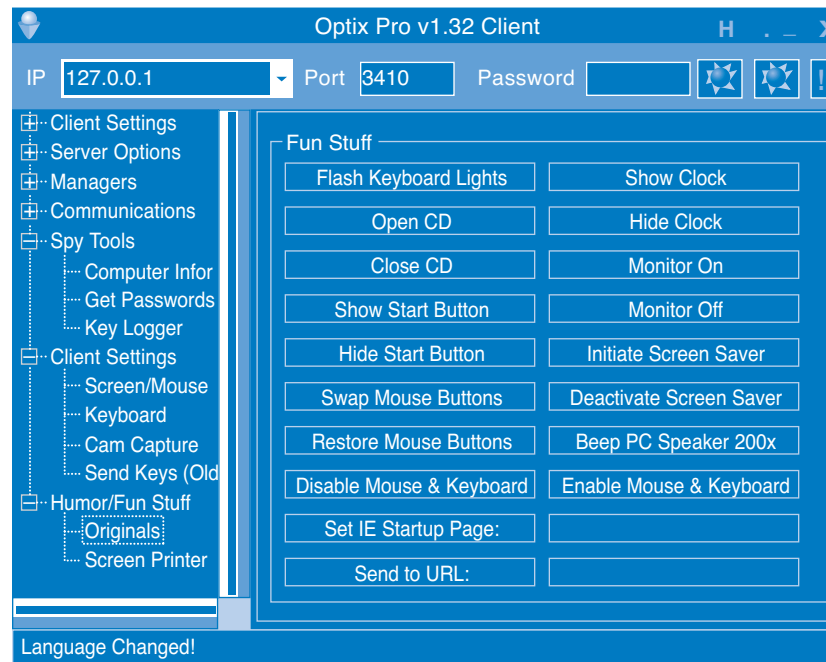 Optix Pro v1.32 Client
H . _ X
IP 127.0.0.1 Port 3410 Password !
Client Settings
Server Options
Managers
Communications
Spy Tools
Computer Infor
Get Passwords
Key Logger
Client Settings
Screen/Mouse
Keyboard
Cam Capture
Send Keys (Old
Humor/Fun Stuff
Originals
Screen Printer
Fun Stuff
Flash Keyboard Lights Show Clock
Open CD Hide Clock
Close CD Monitor On
Show Start Button Monitor Off
Hide Start Button Initiate Screen Saver
Swap Mouse Buttons Deactivate Screen Saver
Restore Mouse Buttons Beep PC Speaker 200x
Disable Mouse & Keyboard Enable Mouse & Keyboard
Set IE Startup Page:
Send to URL:
Language Changed!